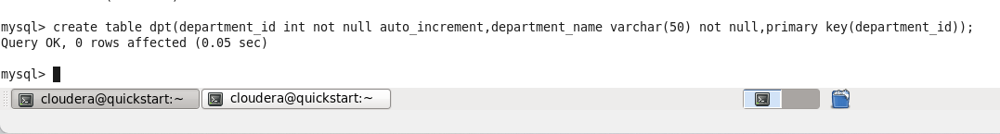 mysql> create table dpt(department_id int not null auto_increment,department_name varchar(50) not null,primary key(department_id));
Query OK, 0 rows affected (0.05 sec)
mysql>
cloudera@quickstart:~ cloudera@quickstart:~